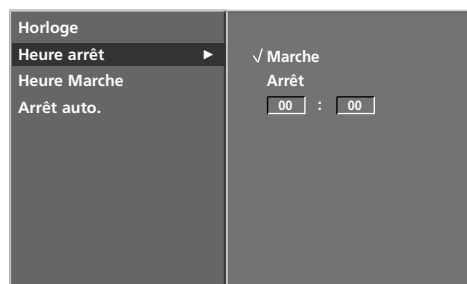 Horloge
Heure arrêt ►
Heure Marche
Arrêt auto.
√ Marche
Arrêt
00 : 00